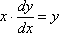 x · dy/dx = y